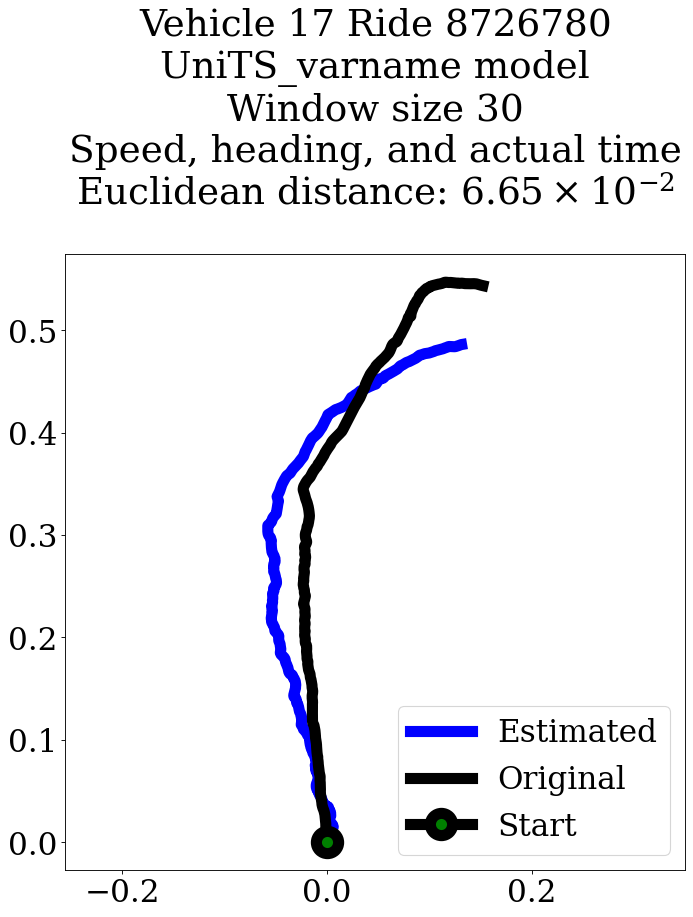 Vehicle 17 Ride 8726780
UniTS_varname model
Window size 30
Speed, heading, and actual time
Euclidean distance: 6.65 × 10⁻²
0.5
0.4
0.3
0.2
0.1
0.0
Estimated
Original
Start
−0.2 0.0 0.2